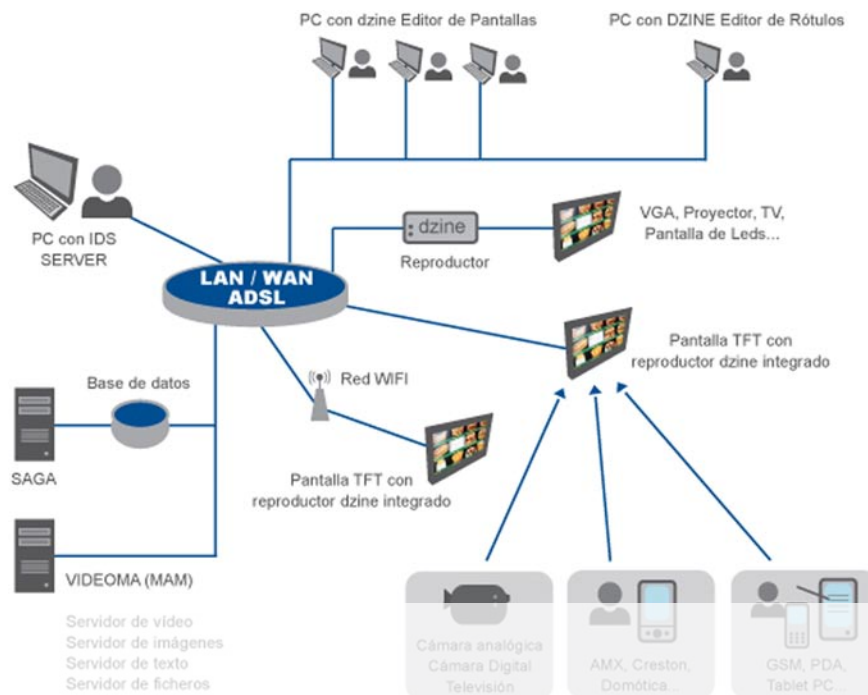 PC con dzine Editor de Pantallas
PC con DZINE Editor de Rótulos
PC con IDS
SERVER
dzine
Reproductor
VGA, Proyector, TV,
Pantalla de Leds...
LAN / WAN
ADSL
Pantalla TFT con
reproductor dzine integrado
Base de datos
Red WIFI
SAGA
Pantalla TFT con
reproductor dzine integrado
VIDEOMA (MAM)
Servidor de vídeo
Servidor de imágenes
Servidor de texto
Servidor de ficheros
Cámara analógica
Cámara Digital
Televisión
AMX, Creston,
Domótica...
GSM, PDA,
Tablet PC...